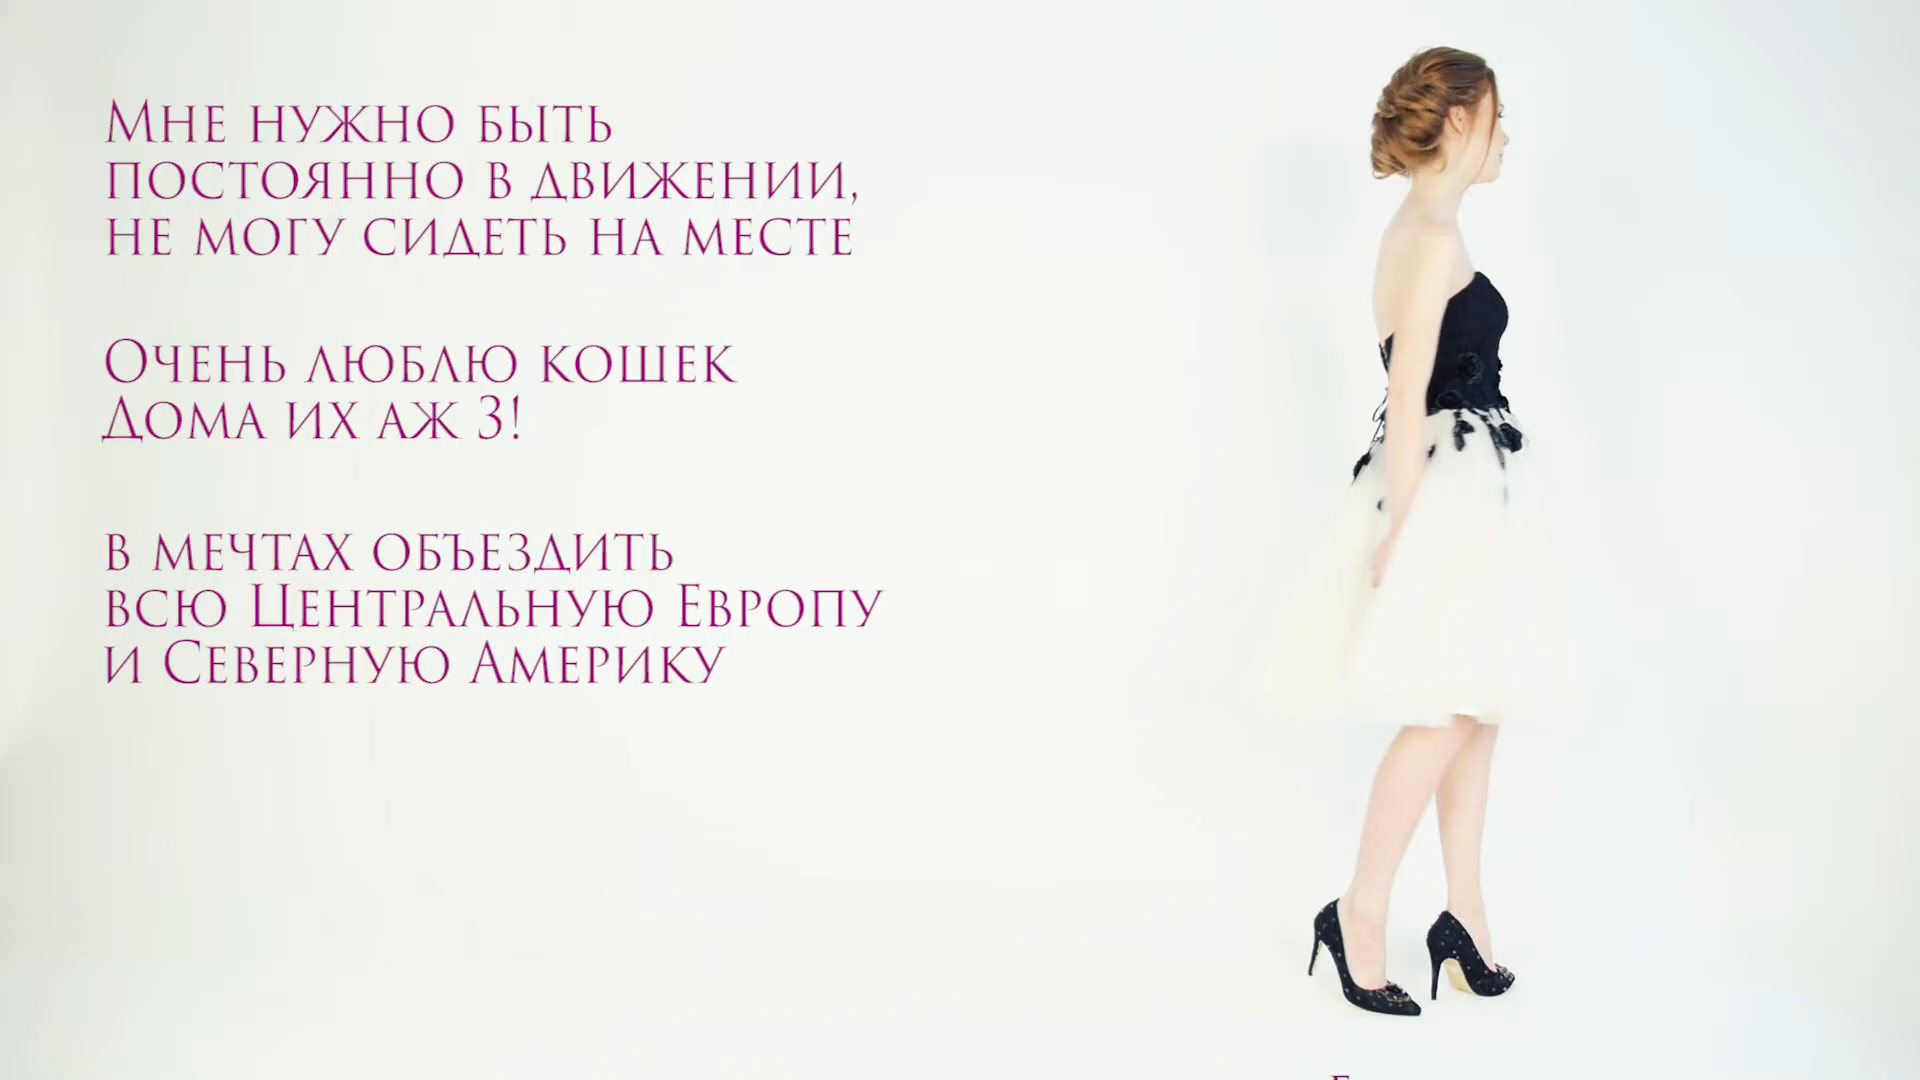 Мне нужно быть
постоянно в движении,
не могу сидеть на месте
Очень люблю кошек
Дома их аж 3!
в мечтах объездить
всю Центральную Европу
и Северную Америку